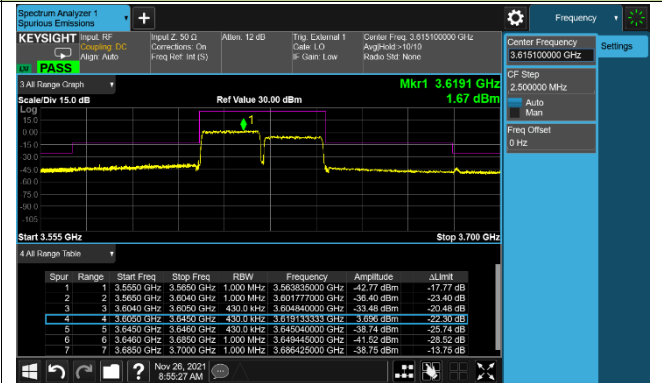 Spectrum Analyzer 1
Spurious Emissions
+
Frequency
KEYSIGHT
Input: RF
Coupling: DC
Align: Auto
Input Z: 50 Ω
Corrections: On
Freq Ref: Int (S)
Atten: 12 dB
Trig: External 1
Gate: LO
IF Gain: Low
Center Freq: 3.615100000 GHz
Avg|Hold:>10/10
Radio Std: None
LXI
PASS
Center Frequency
3.615100000 GHz
Settings
CF Step
2.500000 MHz
Auto
Man
Freq Offset
0 Hz
3 All Range Graph
Mkr1 3.6191 GHz
Scale/Div 15.0 dB
Ref Value 30.00 dBm
1.67 dBm
Log
15.0
0.00
-15.0
-30.0
-45.0
-60.0
-75.0
-90.0
-105
1
Start 3.555 GHz
Stop 3.700 GHz
4 All Range Table
Spur Range Start Freq Stop Freq RBW Frequency Amplitude ΔLimit
1 1 3.5550 GHz 3.5650 GHz 1.000 MHz 3.563835000 GHz -42.77 dBm -17.77 dB
2 2 3.5650 GHz 3.6040 GHz 1.000 MHz 3.601777000 GHz -36.40 dBm -23.40 dB
3 3 3.6040 GHz 3.6050 GHz 430.0 kHz 3.604840000 GHz -33.48 dBm -20.48 dB
4 4 3.6050 GHz 3.6450 GHz 430.0 kHz 3.619133333 GHz 3.696 dBm -22.30 dB
5 5 3.6450 GHz 3.6460 GHz 430.0 kHz 3.645040000 GHz -38.74 dBm -25.74 dB
6 6 3.6460 GHz 3.6850 GHz 1.000 MHz 3.649445000 GHz -41.52 dBm -28.52 dB
7 7 3.6850 GHz 3.7000 GHz 1.000 MHz 3.686425000 GHz -38.75 dBm -13.75 dB
?
Nov 26, 2021
8:55:27 AM